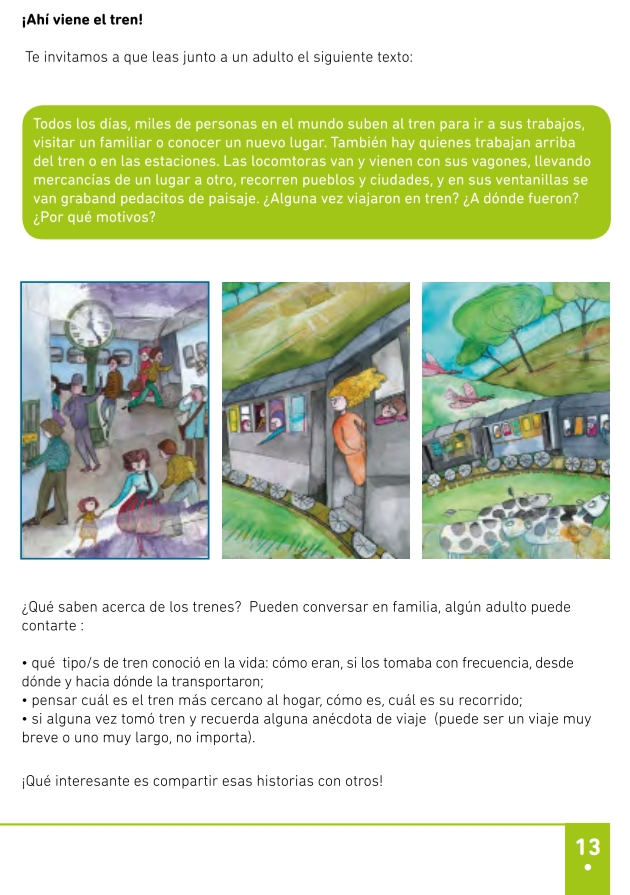 ¡Ahí viene el tren!
Te invitamos a que leas junto a un adulto el siguiente texto:
Todos los días, miles de personas en el mundo suben al tren para ir a sus trabajos,
visitar un familiar o conocer un nuevo lugar. También hay quienes trabajan arriba
del tren o en las estaciones. Las locomtoras van y vienen con sus vagones, llevando
mercancías de un lugar a otro, recorren pueblos y ciudades, y en sus ventanillas se
van graband pedacitos de paisaje. ¿Alguna vez viajaron en tren? ¿A dónde fueron?
¿Por qué motivos?
¿Qué saben acerca de los trenes?  Pueden conversar en familia, algún adulto puede
contarte :
• qué  tipo/s de tren conoció en la vida: cómo eran, si los tomaba con frecuencia, desde
dónde y hacia dónde la transportaron;
• pensar cuál es el tren más cercano al hogar, cómo es, cuál es su recorrido;
• si alguna vez tomó tren y recuerda alguna anécdota de viaje  (puede ser un viaje muy
breve o uno muy largo, no importa).
¡Qué interesante es compartir esas historias con otros!
13